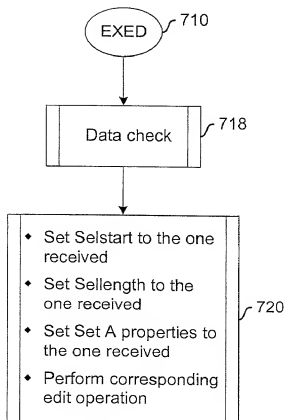 EXED
710
Data check
718
◆ Set Selstart to the one
received
◆ Set Sellength to the
one received
◆ Set Set A properties to
the one received
◆ Perform corresponding
edit operation
720